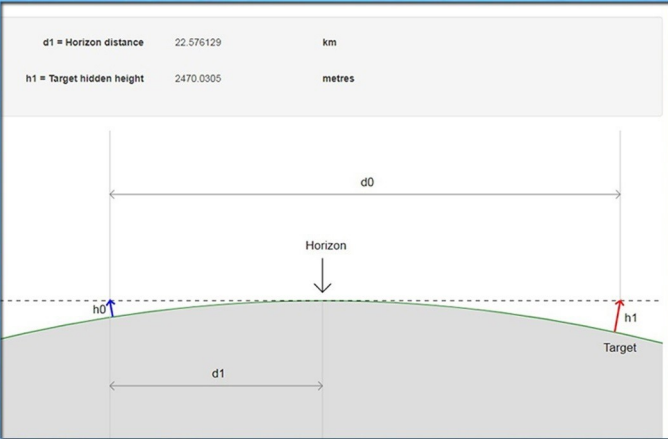 d1 = Horizon distance 22.576129 km
h1 = Target hidden height 2470.0305 metres
d0
Horizon
h0
h1
Target
d1